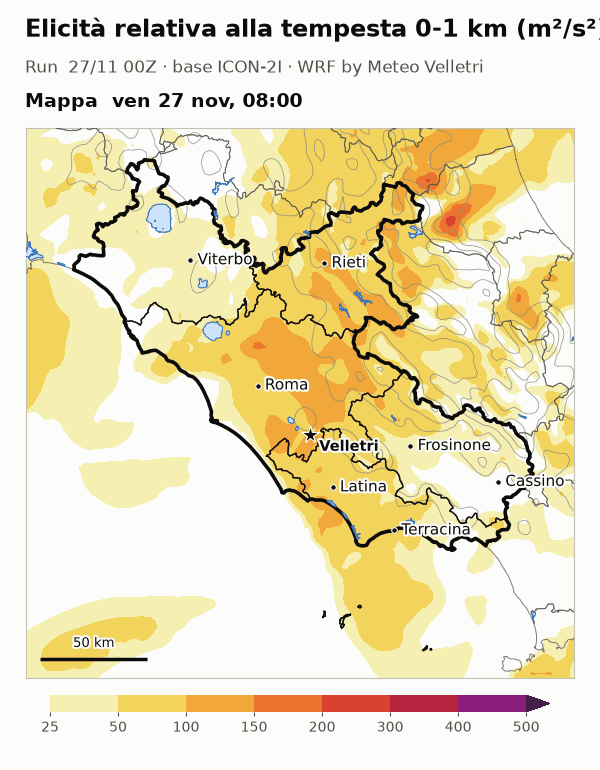 Elicità relativa alla tempesta 0-1 km (m²/s²)
Run 27/11 00Z · base ICON-2I · WRF by Meteo Velletri
Mappa ven 27 nov, 08:00
Viterbo
Rieti
Roma
Velletri
Frosinone
Cassino
Latina
Terracina
50 km
25 50 100 150 200 300 400 500